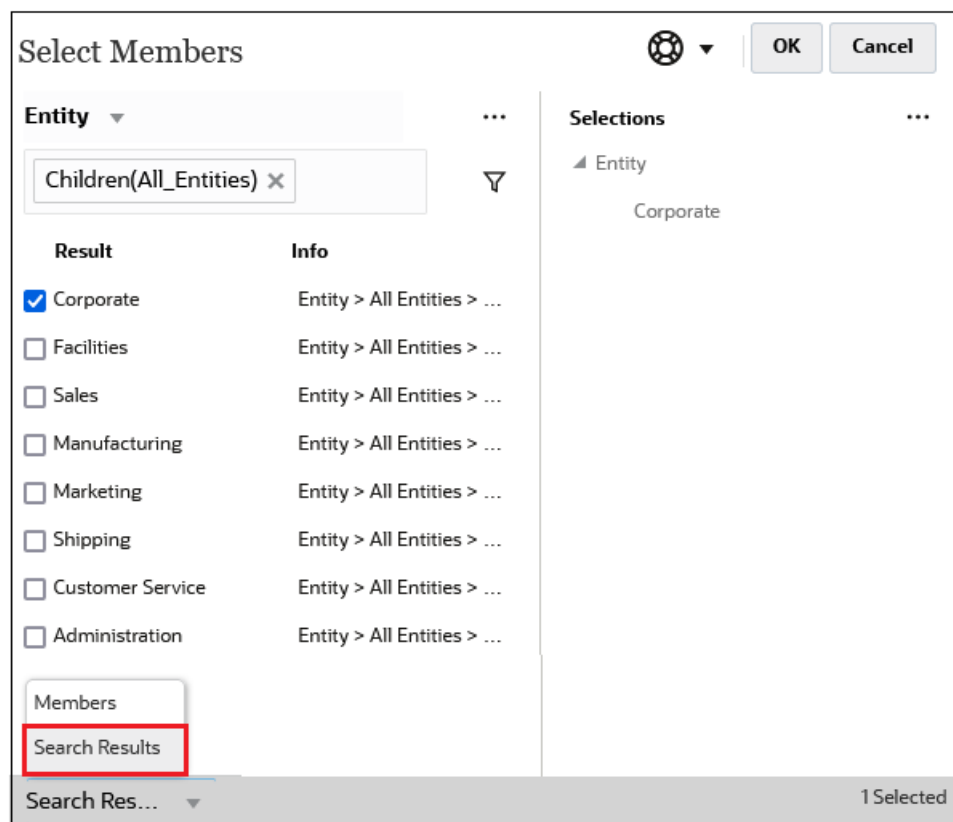 Select Members
OK
Cancel
Entity
...
Selections
...
Children(All_Entities)
Entity
Corporate
Result Info
Corporate Entity > All Entities > ...
Facilities Entity > All Entities > ...
Sales Entity > All Entities > ...
Manufacturing Entity > All Entities > ...
Marketing Entity > All Entities > ...
Shipping Entity > All Entities > ...
Customer Service Entity > All Entities > ...
Administration Entity > All Entities > ...
Members
Search Results
Search Res...
1 Selected